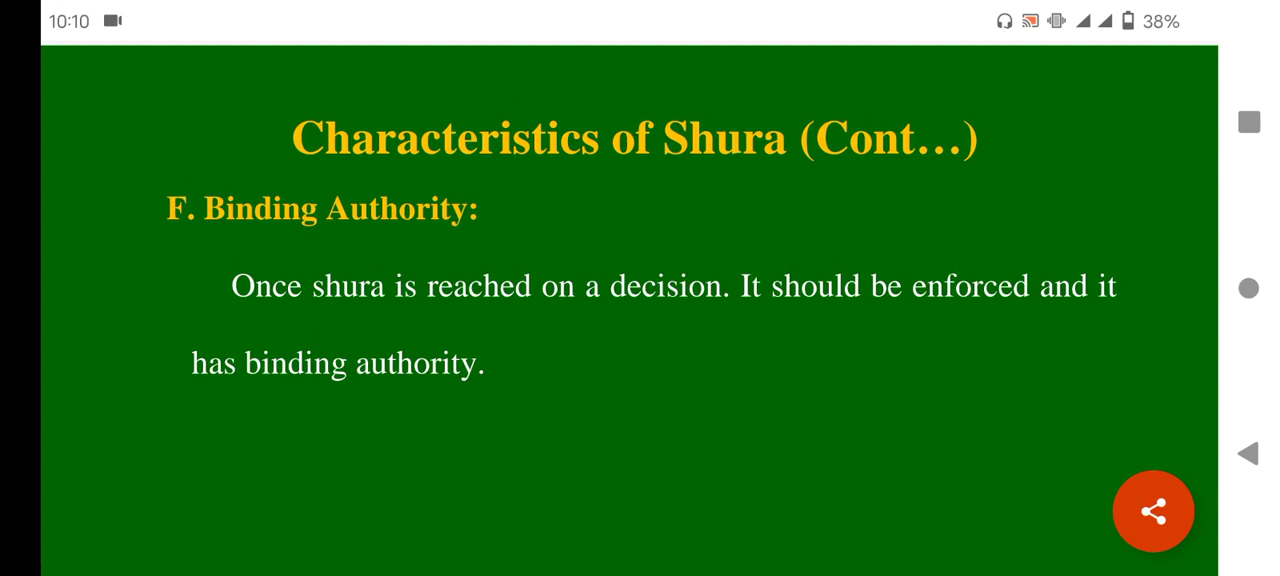 10:10
38%
Characteristics of Shura (Cont…)
F. Binding Authority:
Once shura is reached on a decision. It should be enforced and it
has binding authority.